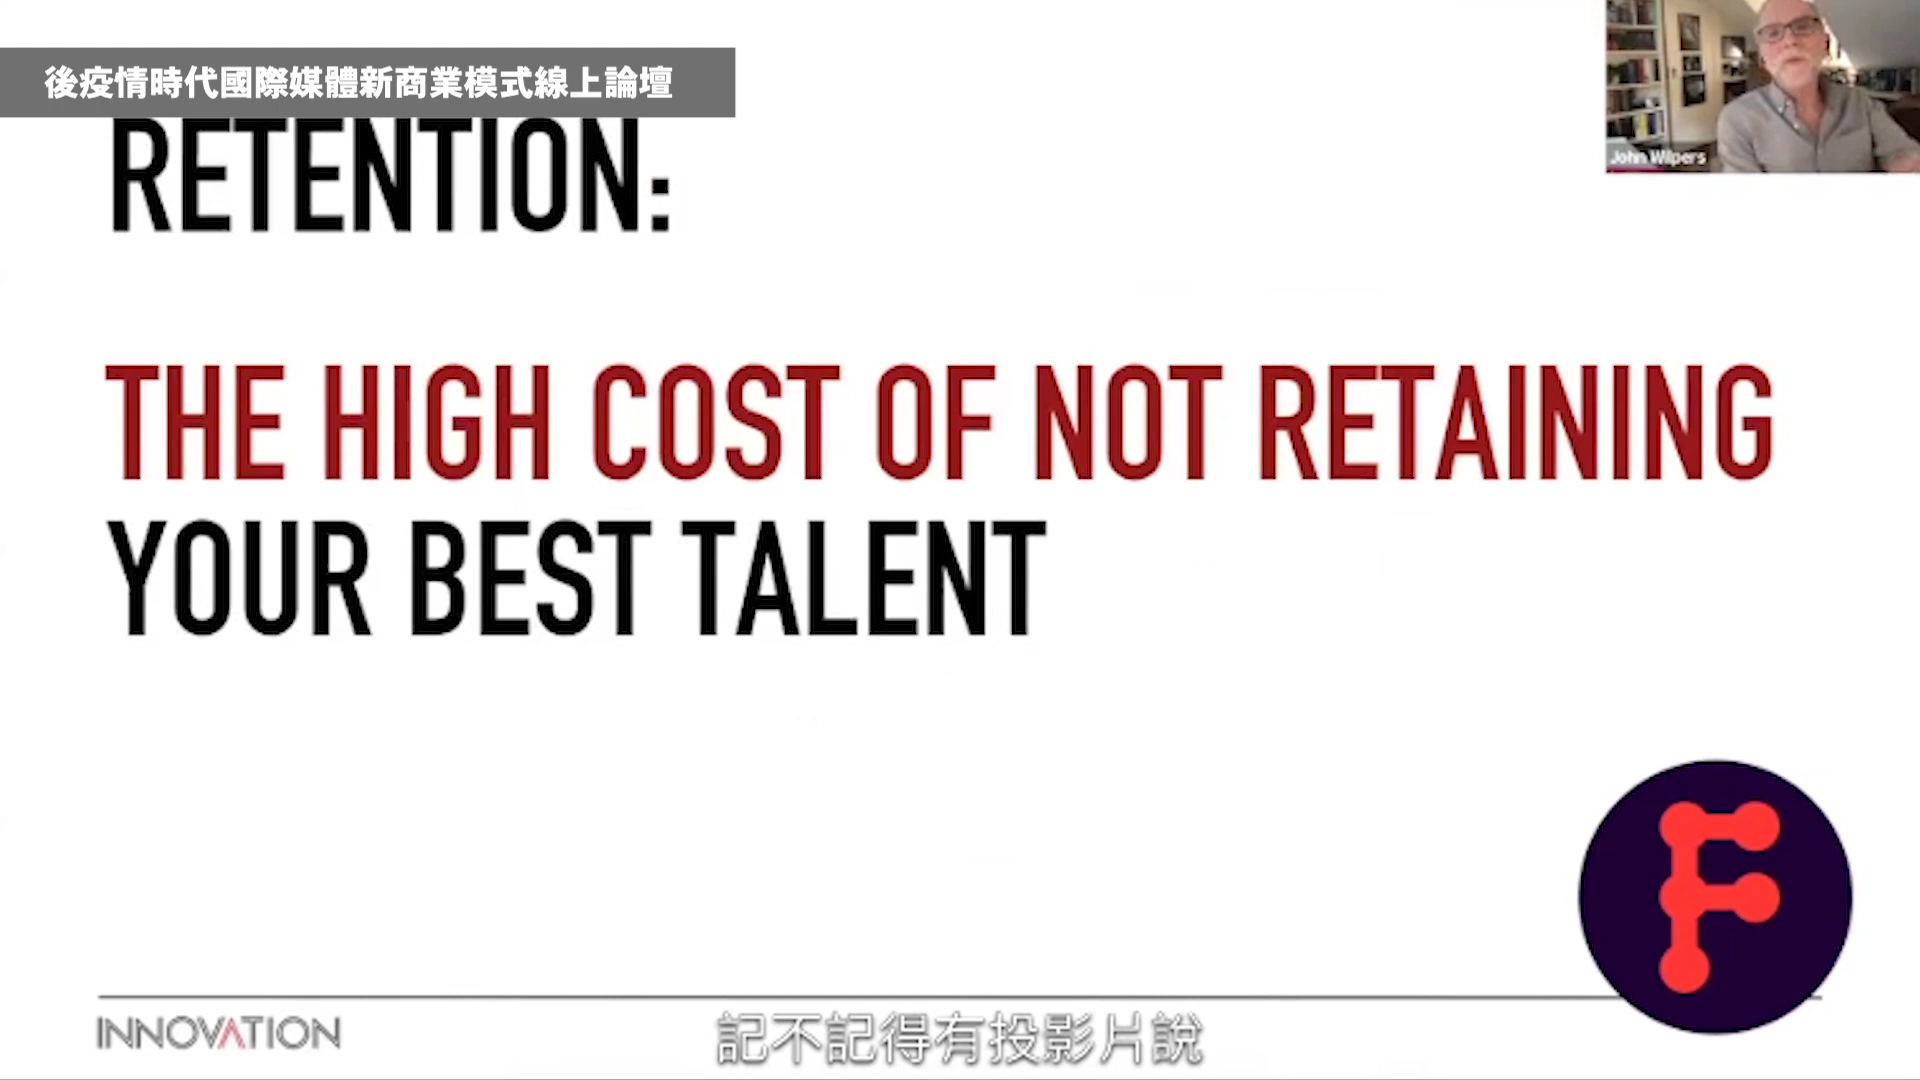 後疫情時代國際媒體新商業模式線上論壇
John Wilpers
RETENTION:
THE HIGH COST OF NOT RETAINING
YOUR BEST TALENT
INNOVATION
記不記得有投影片說